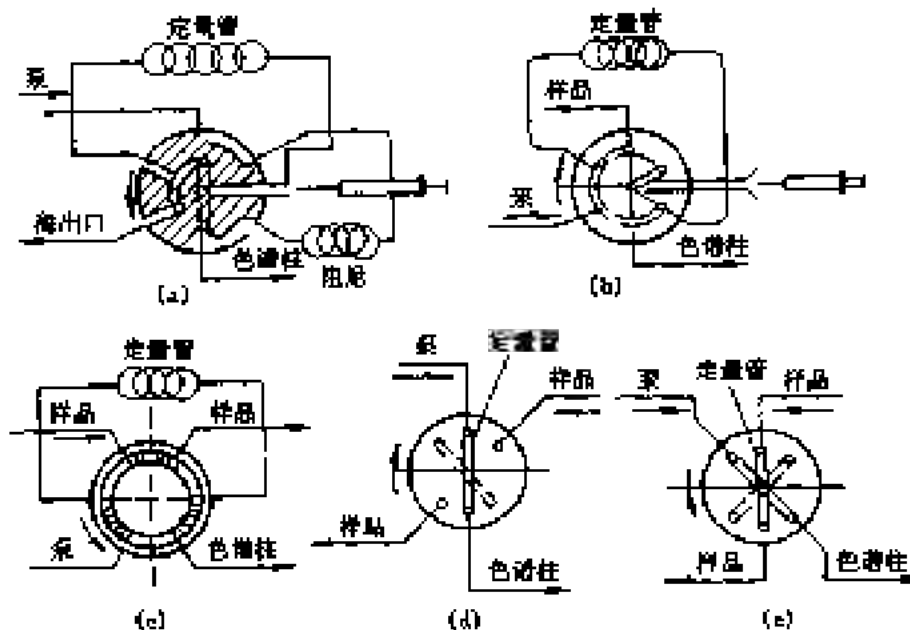 定量管
泵
输出口
色谱柱
阻尼
(a)
定量管
样品
泵
色谱柱
(b)
定量管
样品
样品
泵
色谱柱
(c)
泵
定量管
样品
样品
色谱柱
(d)
泵
定量管
样品
样品
色谱柱
(e)